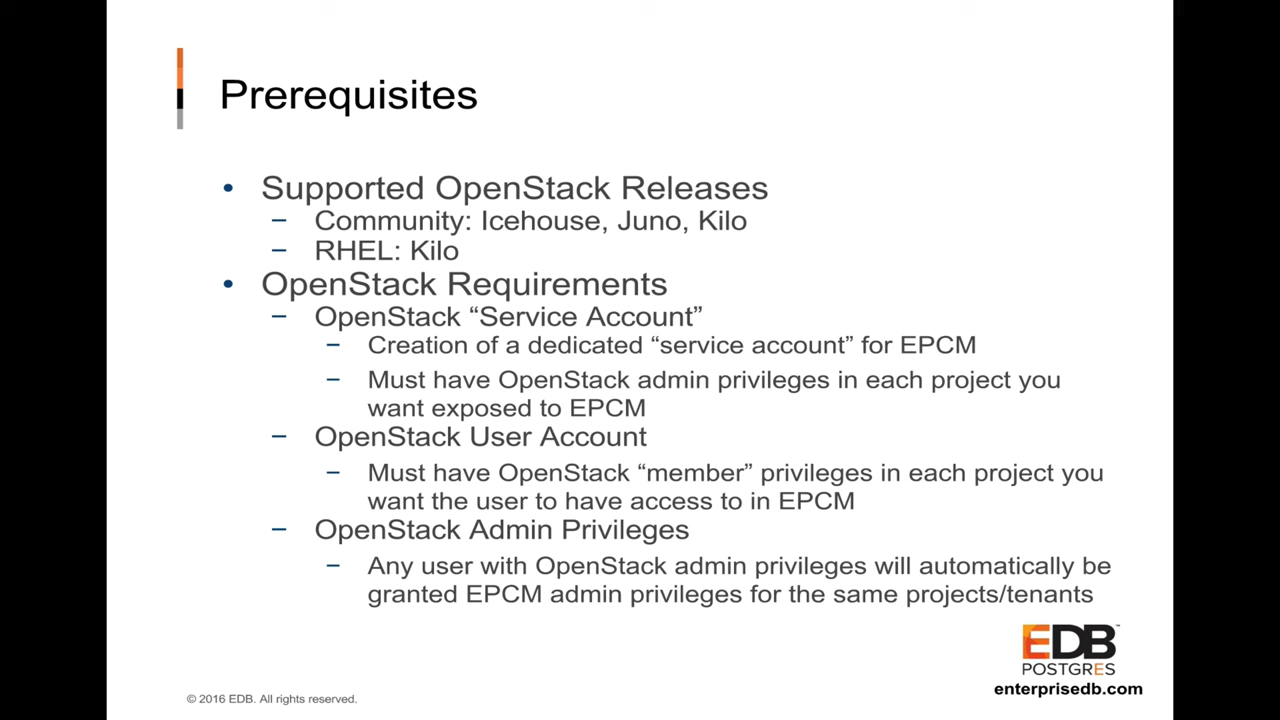 Prerequisites
• Supported OpenStack Releases
– Community: Icehouse, Juno, Kilo
– RHEL: Kilo
• OpenStack Requirements
– OpenStack “Service Account”
– Creation of a dedicated “service account” for EPCM
– Must have OpenStack admin privileges in each project you
want exposed to EPCM
– OpenStack User Account
– Must have OpenStack “member” privileges in each project you
want the user to have access to in EPCM
– OpenStack Admin Privileges
– Any user with OpenStack admin privileges will automatically be
granted EPCM admin privileges for the same projects/tenants
EDB™
POSTGRES
enterprisedb.com
© 2016 EDB. All rights reserved.